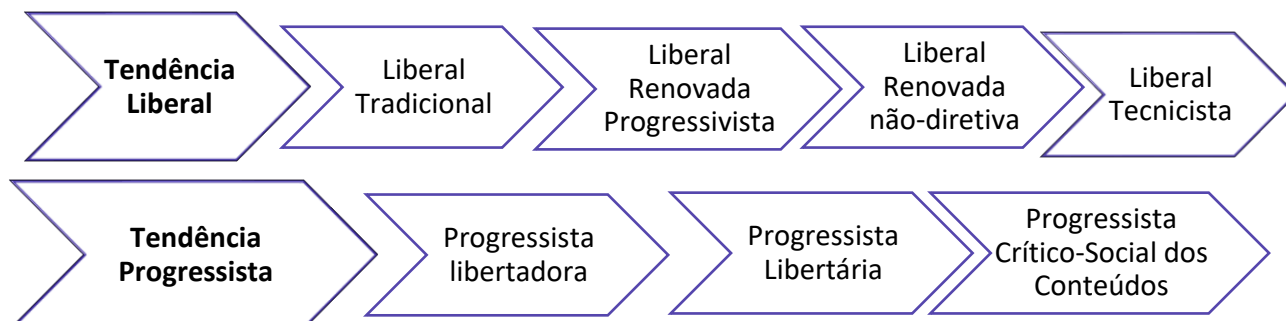 Tendência
Liberal
Liberal
Tradicional
Liberal
Renovada
Progressivista
Liberal
Renovada
não-diretiva
Liberal
Tecnicista
Tendência
Progressista
Progressista
libertadora
Progressista
Libertária
Progressista
Crítico-Social dos
Conteúdos